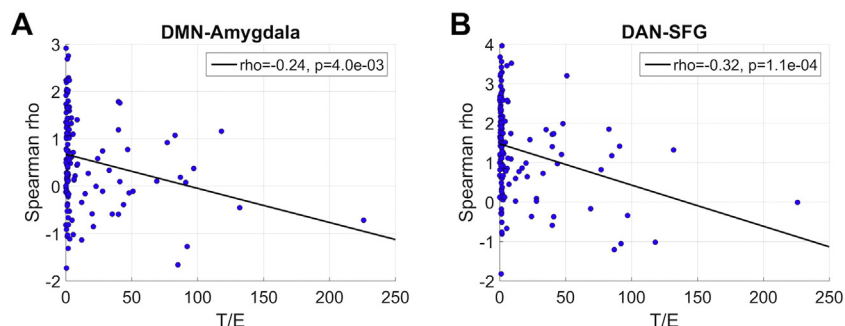 A
DMN-Amygdala
rho=-0.24, p=4.0e-03
Spearman rho
3
2
1
0
-1
-2
0
50
100
150
200
250
T/E
B
DAN-SFG
rho=-0.32, p=1.1e-04
Spearman rho
4
3
2
1
0
-1
-2
0
50
100
150
200
250
T/E